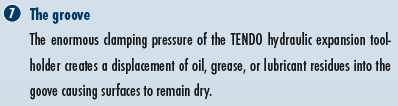 7 The groove
The enormous clamping pressure of the TENDO hydraulic expansion tool-
holder creates a displacement of oil, grease, or lubricant residues into the
goove causing surfaces to remain dry.